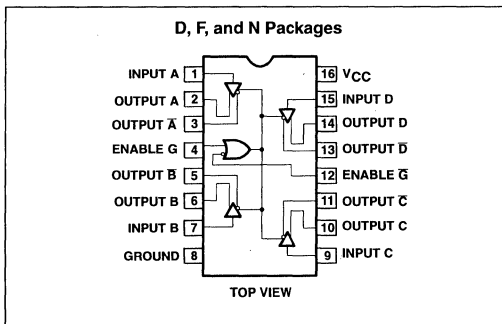 D, F, and N Packages
INPUT A 1
OUTPUT A 2
OUTPUT A̅ 3
ENABLE G 4
OUTPUT B̅ 5
OUTPUT B 6
INPUT B 7
GROUND 8
16 VCC
15 INPUT D
14 OUTPUT D
13 OUTPUT D̅
12 ENABLE G̅
11 OUTPUT C̅
10 OUTPUT C
9 INPUT C
TOP VIEW